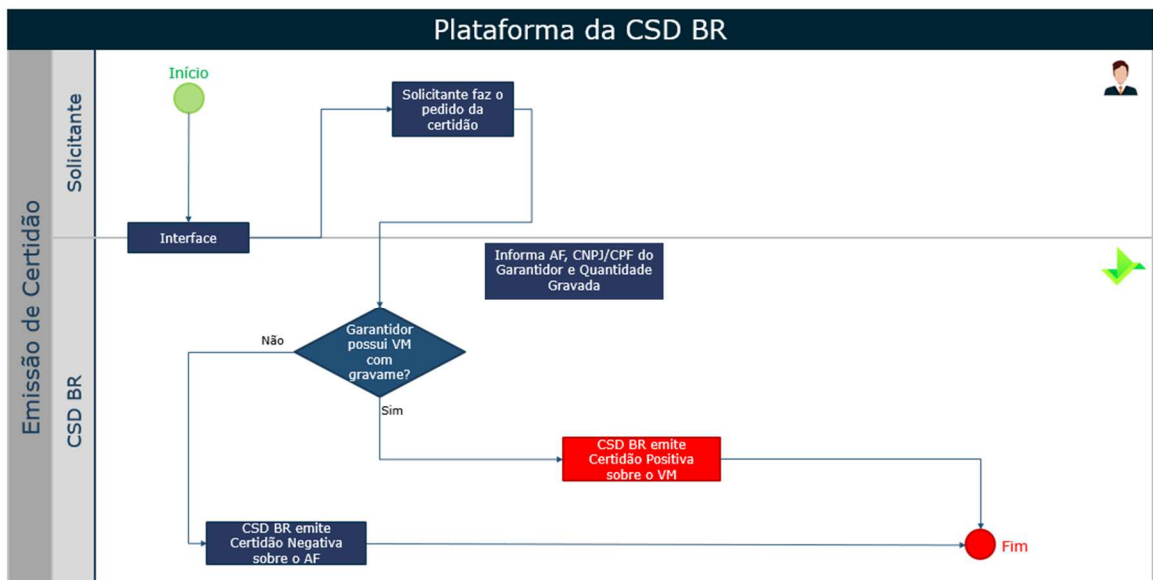 Plataforma da CSD BR
Emissão de Certidão
Solicitante
Início
Solicitante faz o
pedido da
certidão
Interface
CSD BR
Informa AF, CNPJ/CPF do
Garantidor e Quantidade
Gravada
Garantidor
possui VM
com
gravame?
Não
Sim
CSD BR emite
Certidão Positiva
sobre o VM
CSD BR emite
Certidão Negativa
sobre o AF
Fim